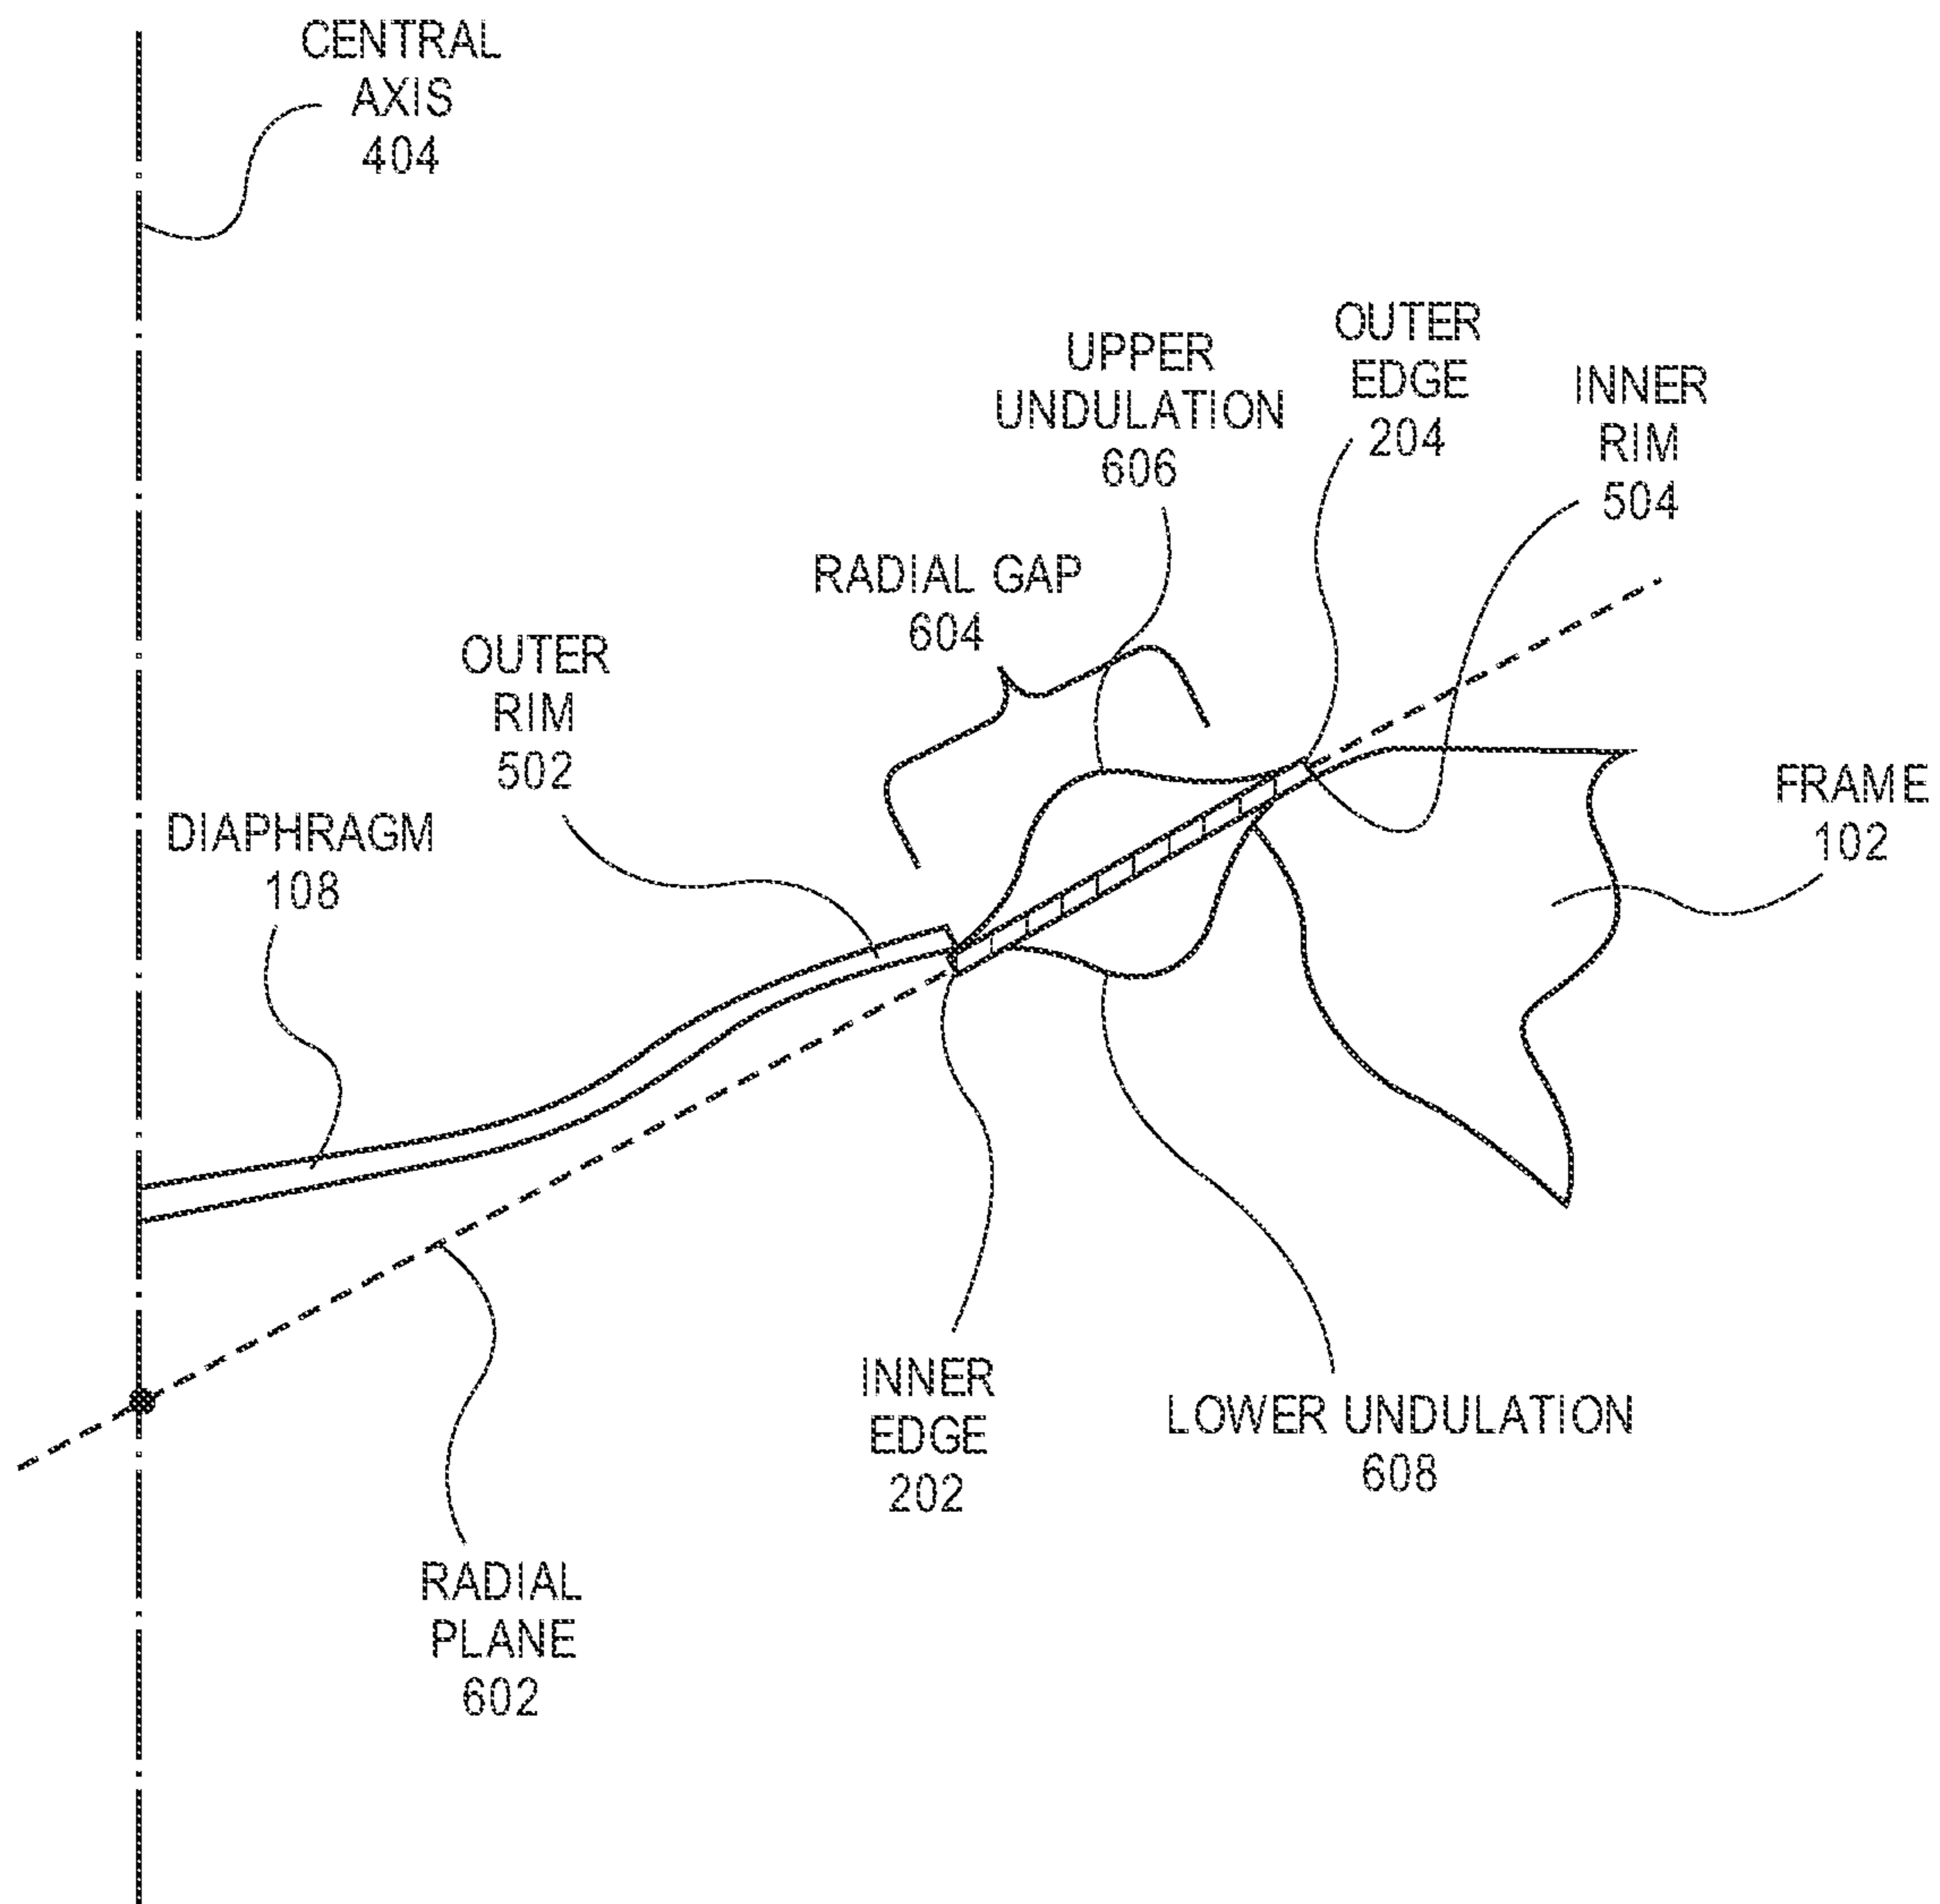 CENTRAL
AXIS
404
OUTER
EDGE
204
UPPER
UNDULATION
606
INNER
RIM
504
RADIAL GAP
604
OUTER
RIM
502
FRAME
102
DIAPHRAGM
108
INNER
EDGE
202
LOWER UNDULATION
608
RADIAL
PLANE
602